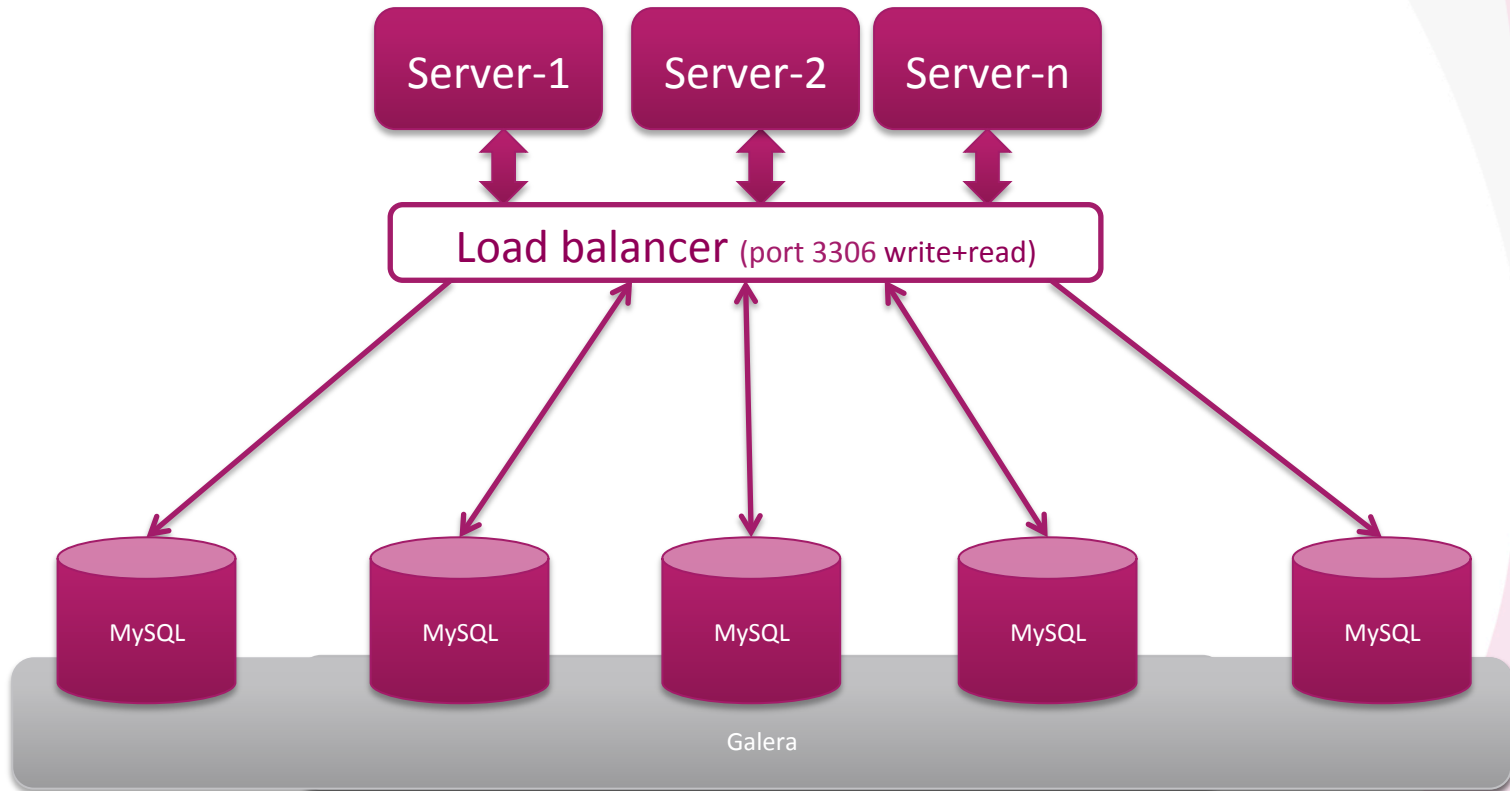 Server-1
Server-2
Server-n
Load balancer (port 3306 write+read)
MySQL
MySQL
MySQL
MySQL
MySQL
Galera